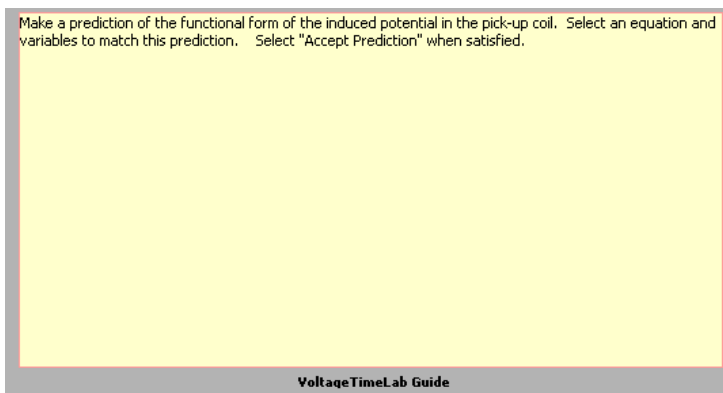 Make a prediction of the functional form of the induced potential in the pick-up coil.  Select an equation and
variables to match this prediction.    Select "Accept Prediction" when satisfied.
VoltageTimeLab Guide